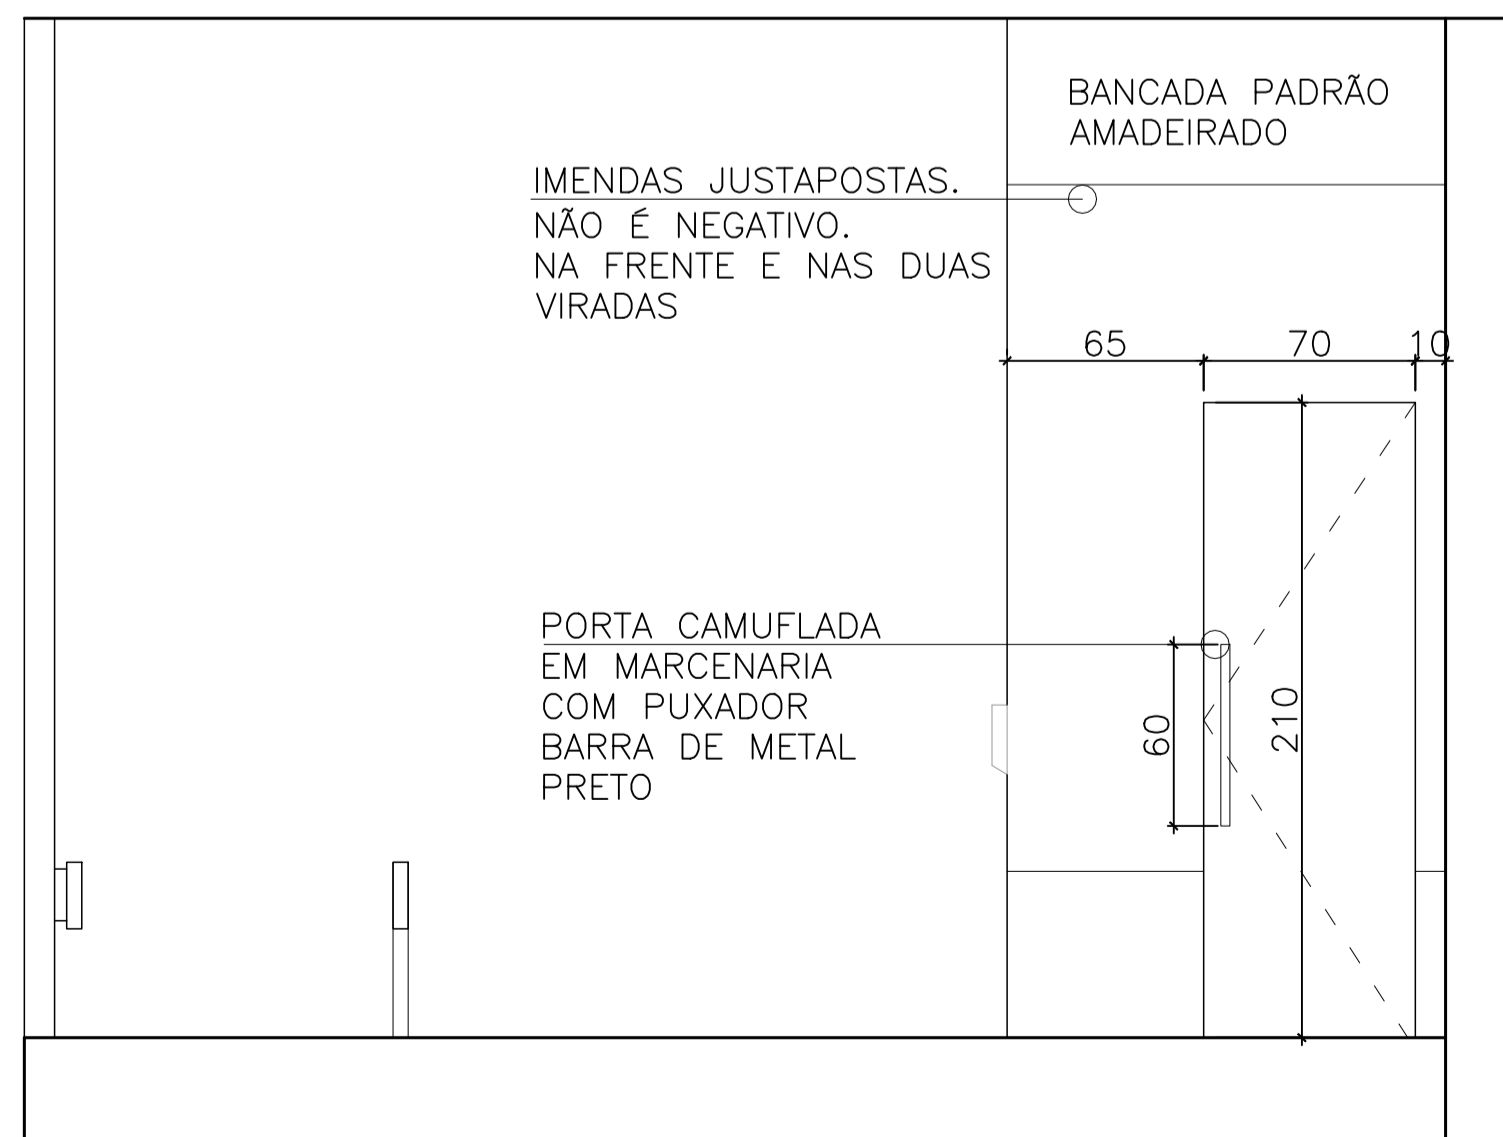 BANCADA PADRÃO
AMADEIRADO
IMENDAS JUSTAPOSTAS.
NÃO É NEGATIVO.
NA FRENTE E NAS DUAS
VIRADAS
65
70
10
PORTA CAMUFLADA
EM MARCENARIA
COM PUXADOR
BARRA DE METAL
PRETO
60
210